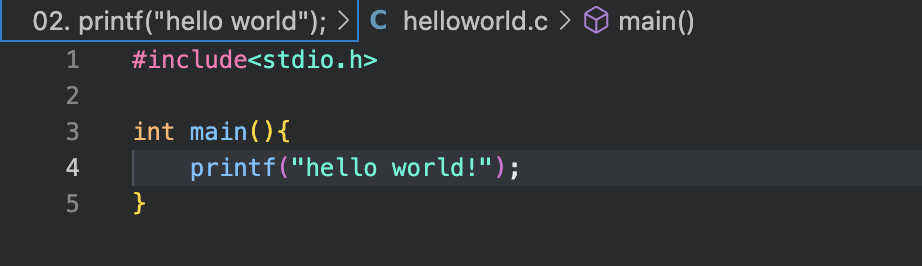 02. printf("hello world"); > C helloworld.c > main()
1 #include<stdio.h>
2
3 int main(){
4     printf("hello world!");
5 }